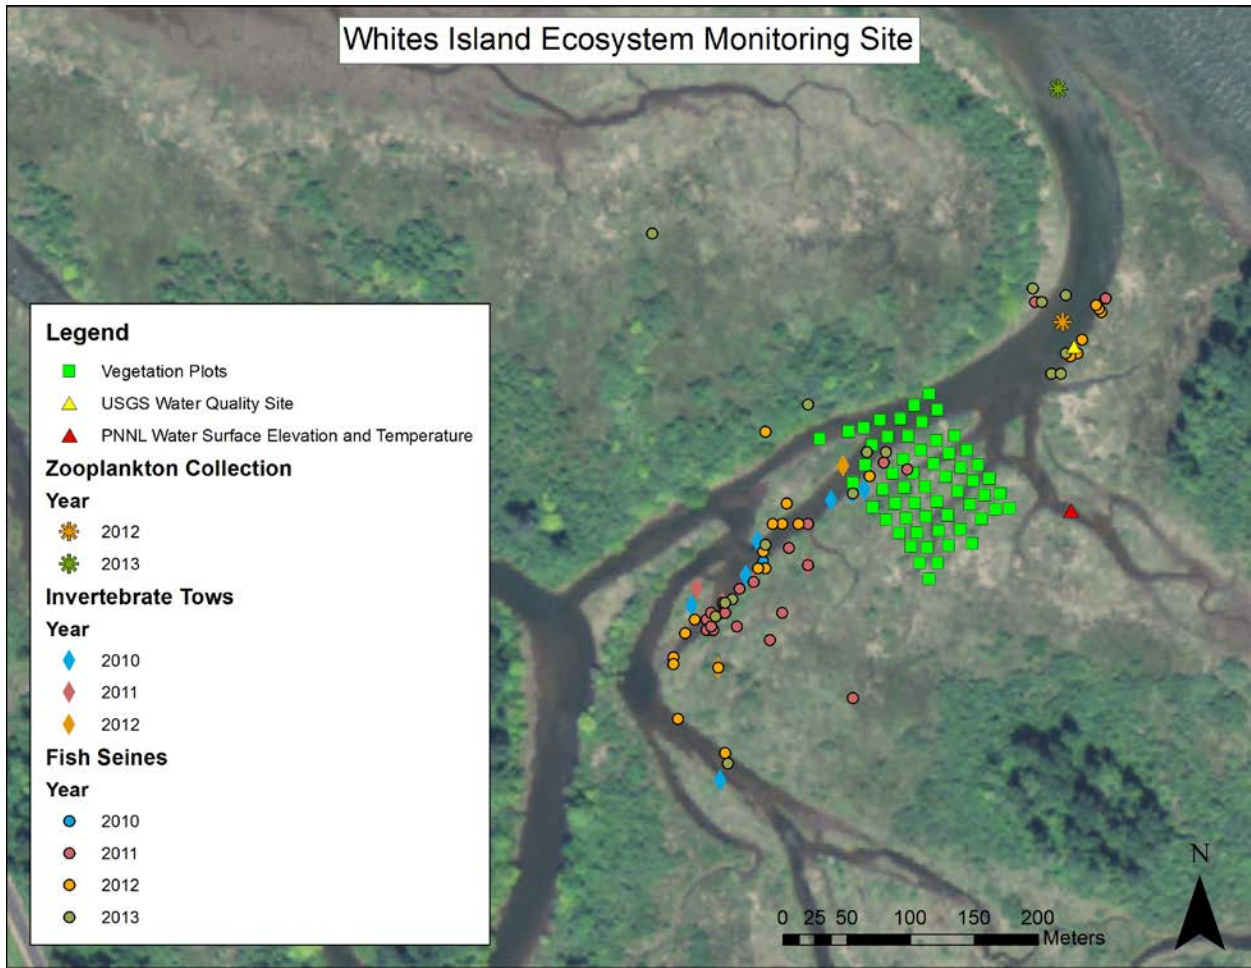 Whites Island Ecosystem Monitoring Site
Legend
Vegetation Plots
USGS Water Quality Site
PNNL Water Surface Elevation and Temperature
Zooplankton Collection
Year
2012
2013
Invertebrate Tows
Year
2010
2011
2012
Fish Seines
Year
2010
2011
2012
2013
N
0 25 50 100 150 200
Meters